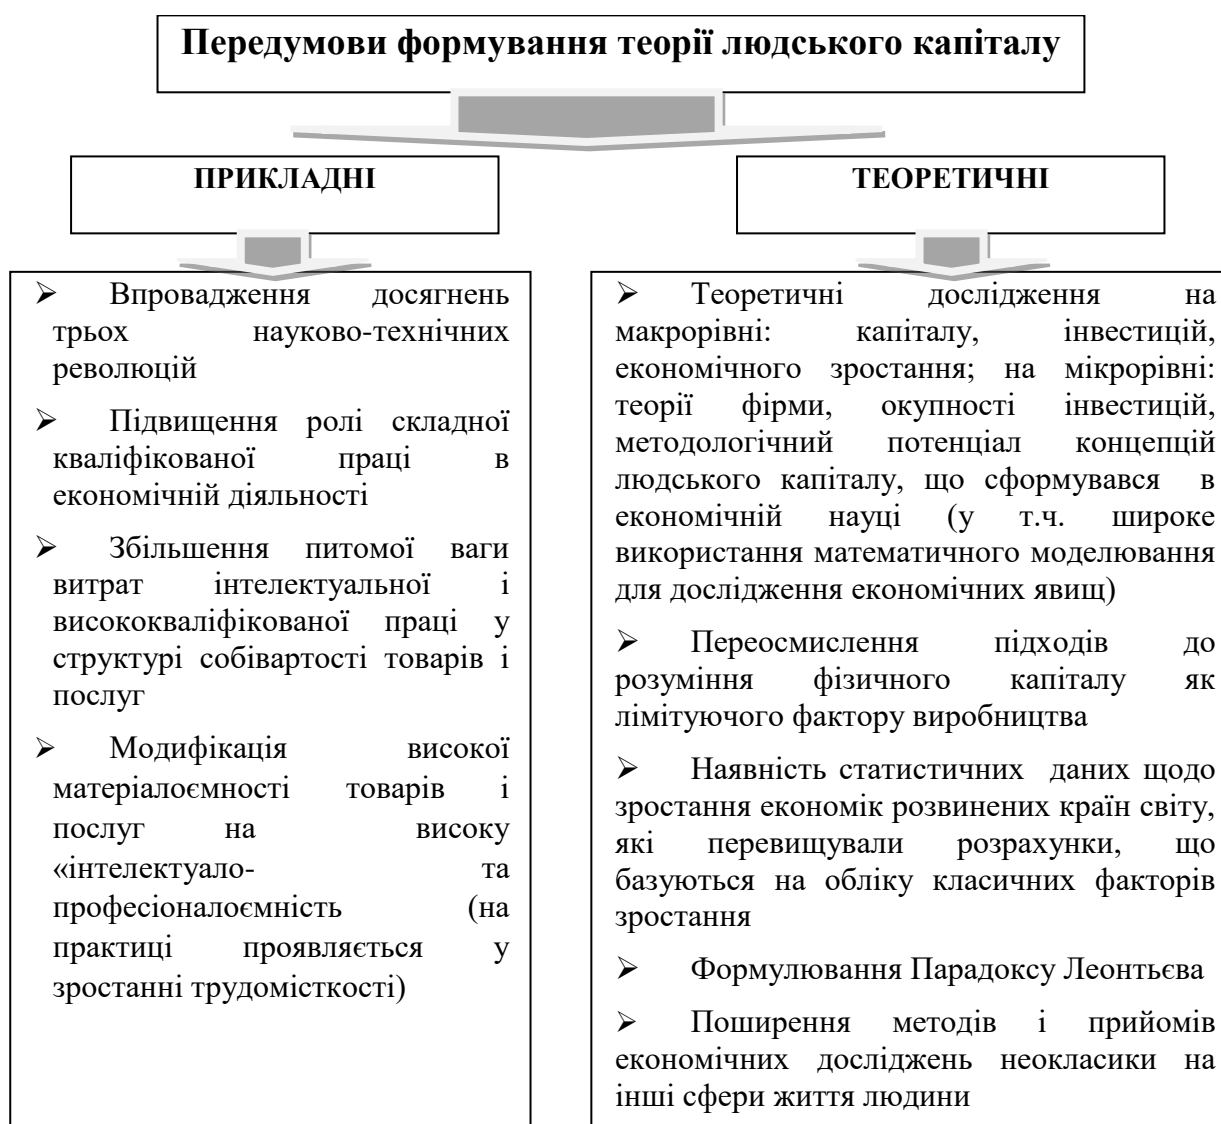 Передумови формування теорії людського капіталу
ПРИКЛАДНІ
➢ Впровадження досягнень
трьох науково-технічних
революцій
➢ Підвищення ролі складної
кваліфікованої праці в
економічній діяльності
➢ Збільшення питомої ваги
витрат інтелектуальної і
висококваліфікованої праці у
структурі собівартості товарів і
послуг
➢ Модифікація високої
матеріалоємності товарів і
послуг на високу
«інтелектуало- та
професіоналоємність (на
практиці проявляється у
зростанні трудомісткості)
ТЕОРЕТИЧНІ
➢ Теоретичні дослідження на
макрорівні: капіталу, інвестицій,
економічного зростання; на мікрорівні:
теорії фірми, окупності інвестицій,
методологічний потенціал концепцій
людського капіталу, що сформувався в
економічній науці (у т.ч. широке
використання математичного моделювання
для дослідження економічних явищ)
➢ Переосмислення підходів до
розуміння фізичного капіталу як
лімітуючого фактору виробництва
➢ Наявність статистичних даних щодо
зростання економік розвинених країн світу,
які перевищували розрахунки, що
базуються на обліку класичних факторів
зростання
➢ Формулювання Парадоксу Леонтьєва
➢ Поширення методів і прийомів
економічних досліджень неокласики на
інші сфери життя людини